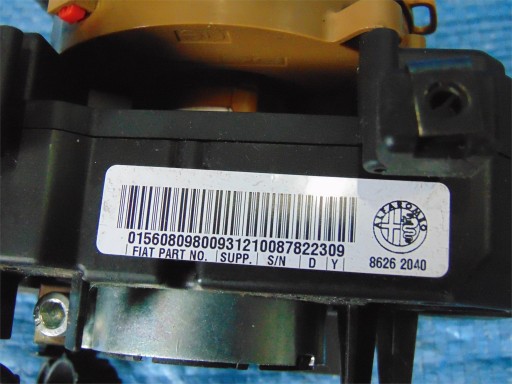 ALFA ROMEO
01560809800931210087822309
FIAT PART NO. | SUPP. | S/N | D | Y
8626 2040